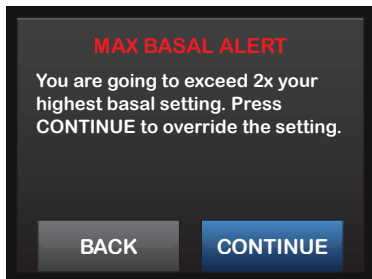 MAX BASAL ALERT
You are going to exceed 2x your
highest basal setting. Press
CONTINUE to override the setting.
BACK
CONTINUE